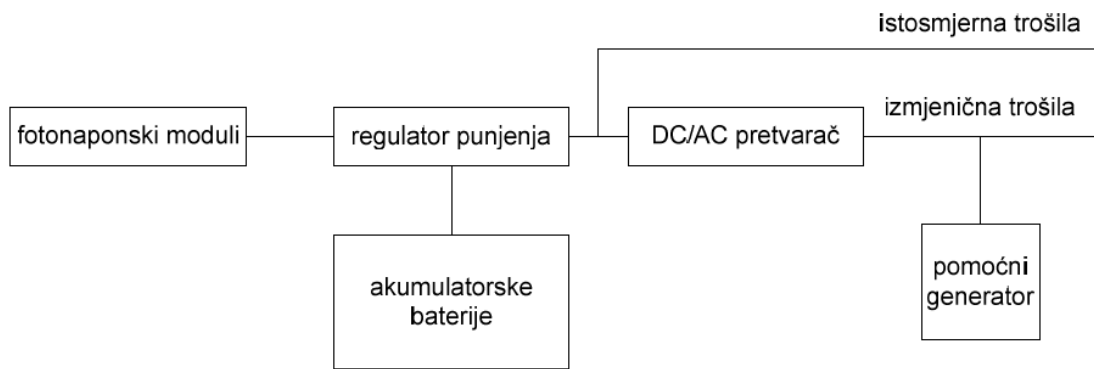 istosmjerna trošila
fotonaponski moduli
regulator punjenja
DC/AC pretvarač
izmjenična trošila
akumulatorske
baterije
pomoćni
generator